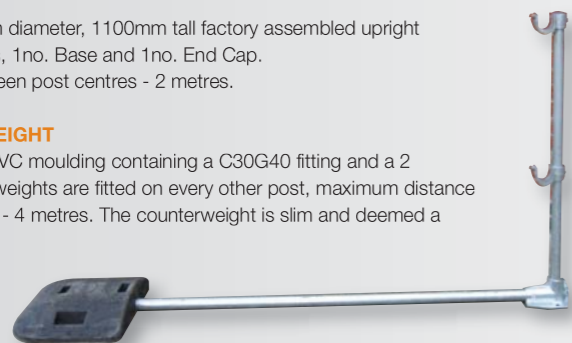 diameter, 1100mm tall factory assembled upright
, 1no. Base and 1no. End Cap.
een post centres - 2 metres.
EIGHT
VC moulding containing a C30G40 fitting and a 2
weights are fitted on every other post, maximum distance
- 4 metres. The counterweight is slim and deemed a